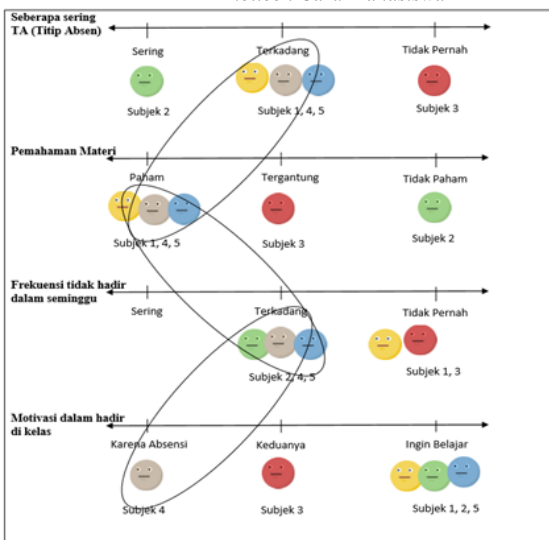 Seberapa sering
TA (Titip Absen)
Sering
Terkadang
Tidak Pernah
Subjek 2
Subjek 1, 4, 5
Subjek 3
Pemahaman Materi
Paham
Tergantung
Tidak Paham
Subjek 1, 4, 5
Subjek 3
Subjek 2
Frekuensi tidak hadir
dalam seminggu
Sering
Terkadang
Tidak Pernah
Subjek 2, 4, 5
Subjek 1, 3
Motivasi dalam hadir
di kelas
Karena Absensi
Keduanya
Ingin Belajar
Subjek 4
Subjek 3
Subjek 1, 2, 5